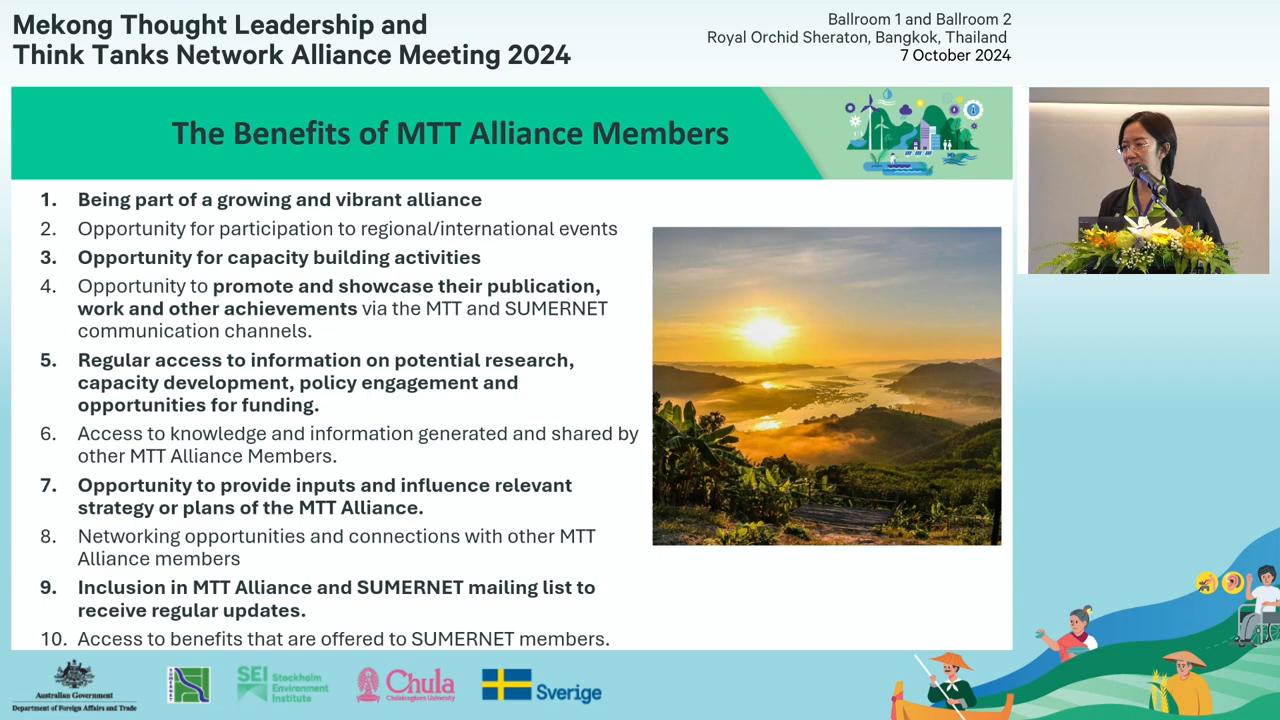 Mekong Thought Leadership and
Think Tanks Network Alliance Meeting 2024
Ballroom 1 and Ballroom 2
Royal Orchid Sheraton, Bangkok, Thailand
7 October 2024
The Benefits of MTT Alliance Members
1. Being part of a growing and vibrant alliance
2. Opportunity for participation to regional/international events
3. Opportunity for capacity building activities
4. Opportunity to promote and showcase their publication,
work and other achievements via the MTT and SUMERNET
communication channels.
5. Regular access to information on potential research,
capacity development, policy engagement and
opportunities for funding.
6. Access to knowledge and information generated and shared by
other MTT Alliance Members.
7. Opportunity to provide inputs and influence relevant
strategy or plans of the MTT Alliance.
8. Networking opportunities and connections with other MTT
Alliance members
9. Inclusion in MTT Alliance and SUMERNET mailing list to
receive regular updates.
10. Access to benefits that are offered to SUMERNET members.
Australian Government
Department of Foreign Affairs and Trade
SUMERNET
SEI Stockholm
Environment
Institute
Chula
Chulalongkorn University
Sverige